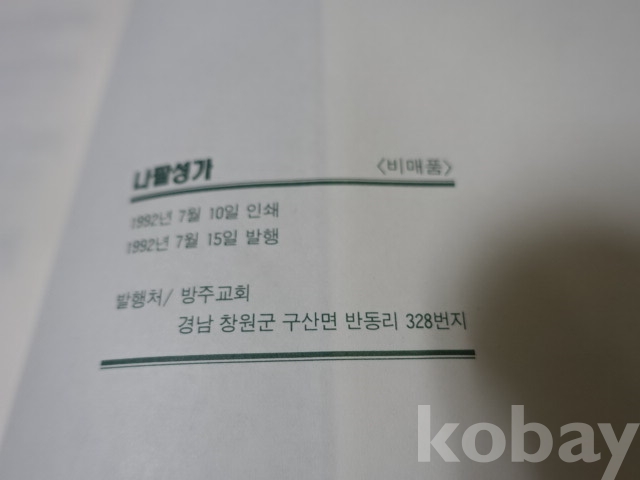 나팔성가 <비매품>
1992년 7월 10일 인쇄
1992년 7월 15일 발행
발행처/ 방주교회
경남 창원군 구산면 반동리 328번지
kobay